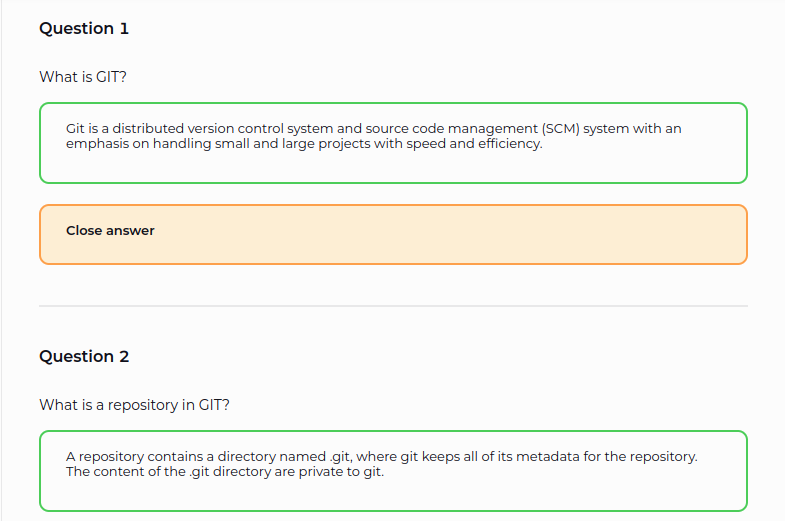 Question 1
What is GIT?
Git is a distributed version control system and source code management (SCM) system with an
emphasis on handling small and large projects with speed and efficiency.
Close answer
Question 2
What is a repository in GIT?
A repository contains a directory named .git, where git keeps all of its metadata for the repository.
The content of the .git directory are private to git.